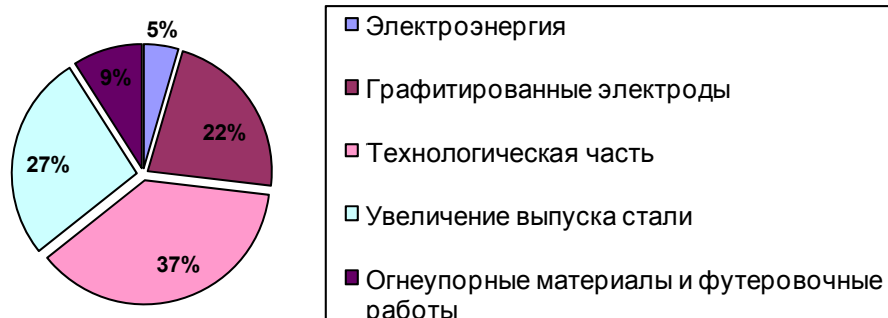 5%
9%
22%
27%
37%
Электроэнергия
Графитированные электроды
Технологическая часть
Увеличение выпуска стали
Огнеупорные материалы и футеровочные
работы